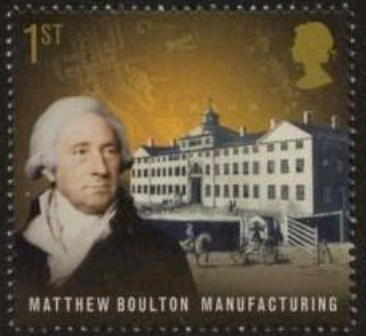 1ST
MATTHEW BOULTON MANUFACTURING